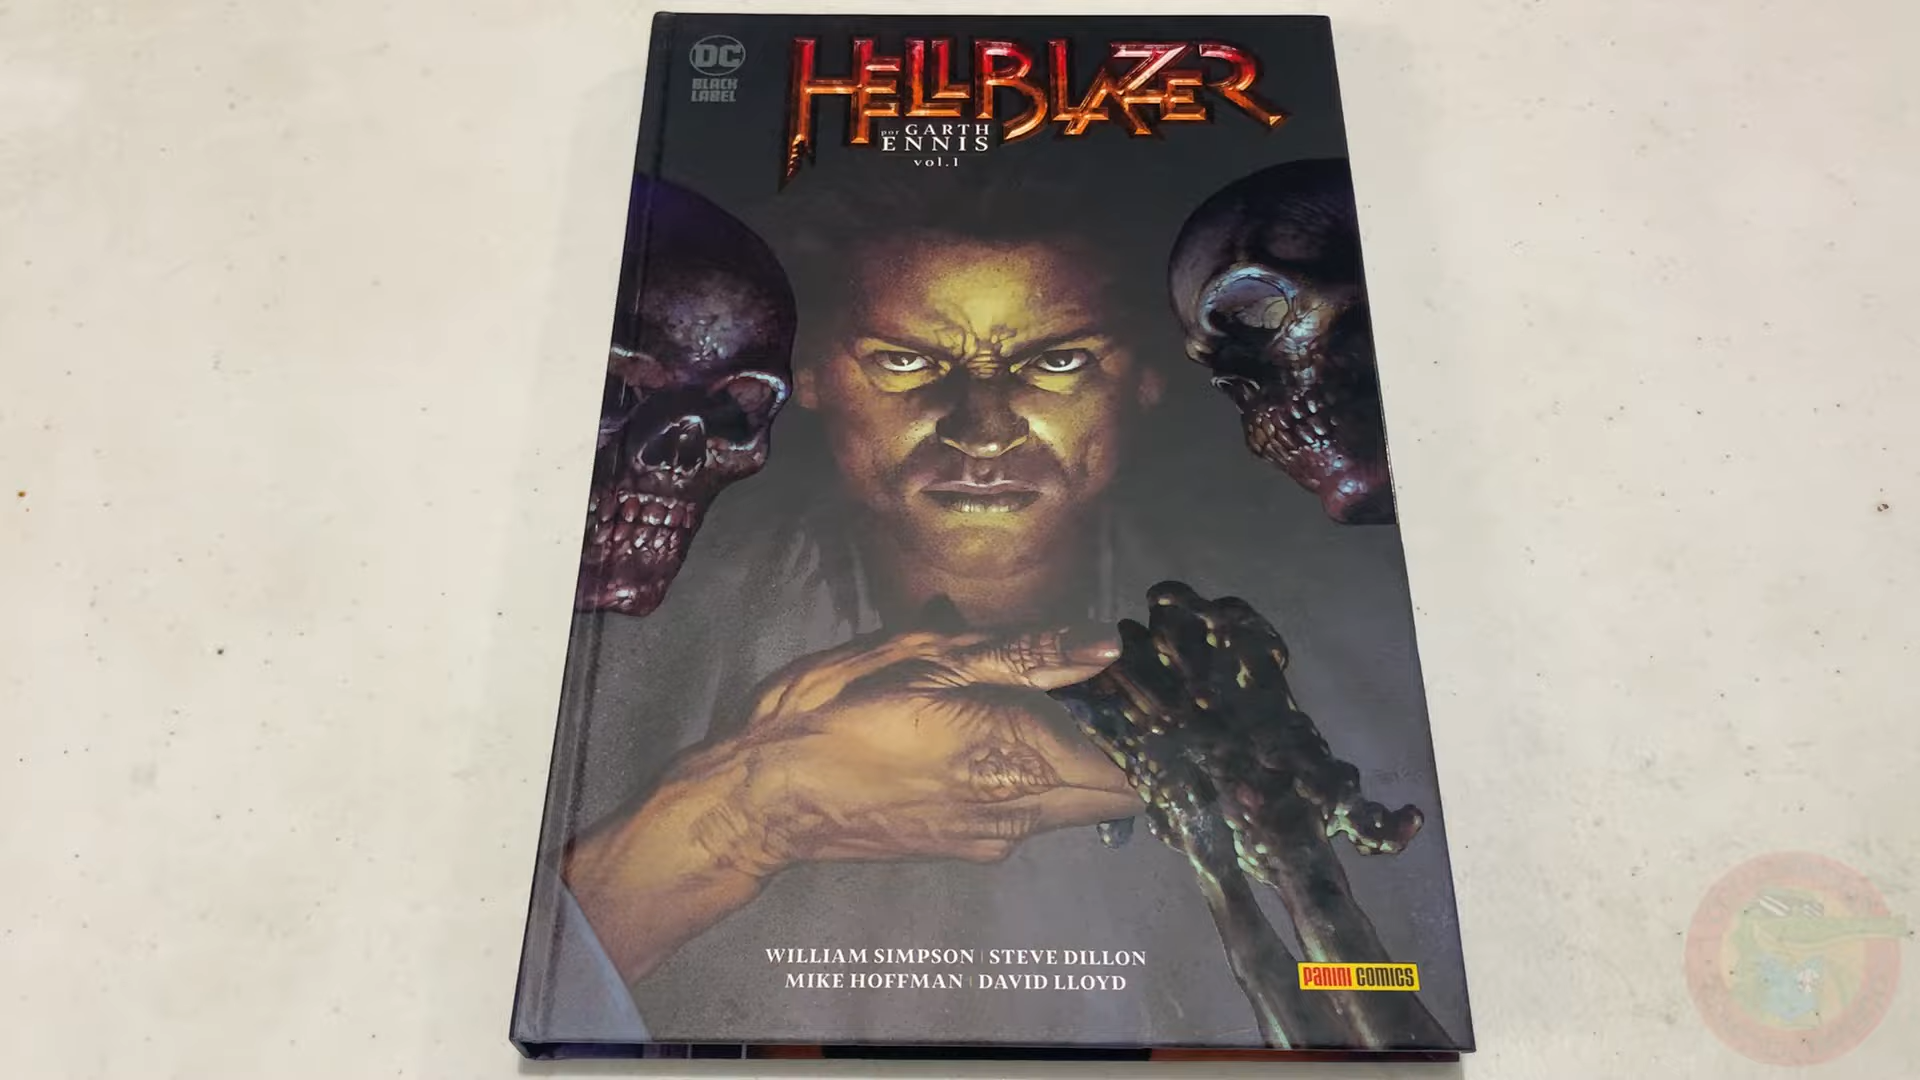 DC
BLACK
LABEL
HELLBLAZER
por GARTH
ENNIS
vol.1
WILLIAM SIMPSON | STEVE DILLON
MIKE HOFFMAN | DAVID LLOYD
PANINI COMICS